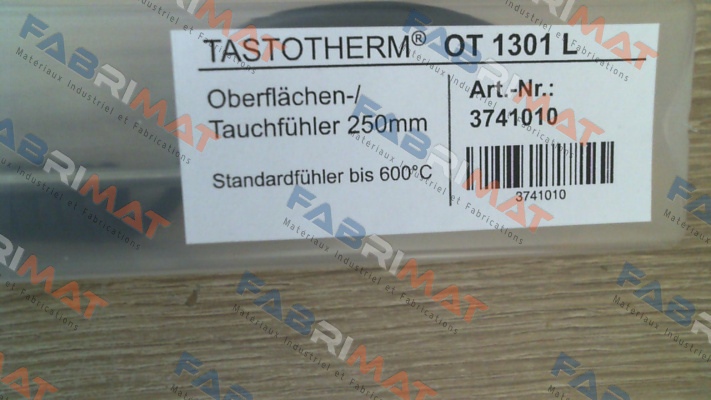 TASTOTHERM® OT 1301 L
Oberflächen-/
Tauchfühler 250mm
Standardfühler bis 600°C
Art.-Nr.:
3741010
3741010
FABRIMAT
Materiaux Industriel et Fabrications